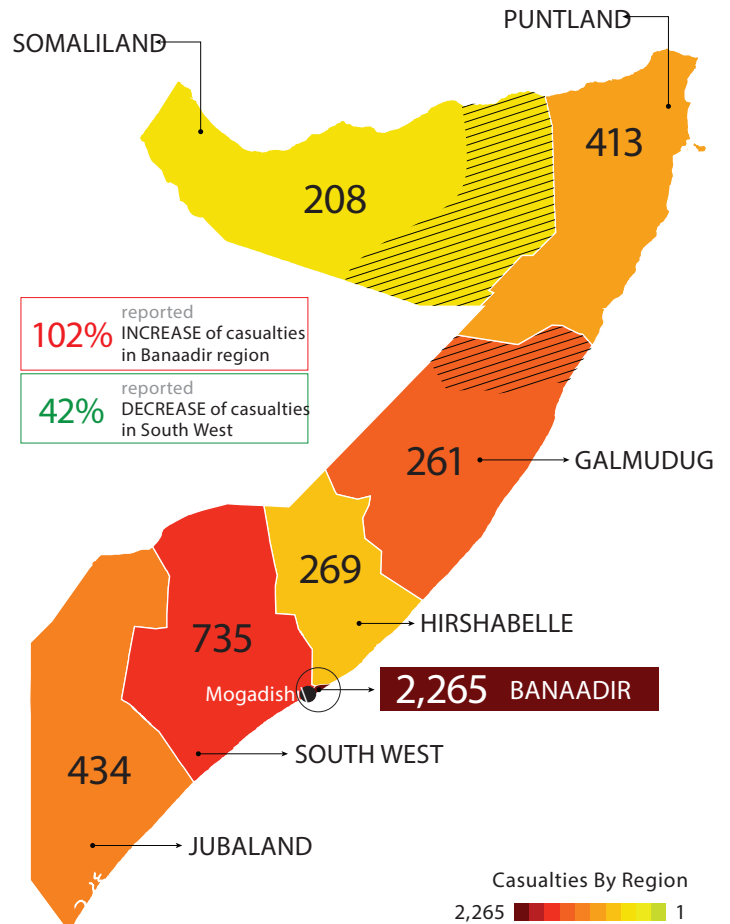 PUNTLAND
SOMALILAND
413
208
reported
102% INCREASE of casualties
in Banaadir region
reported
42% DECREASE of casualties
in South West
261
GALMUDUG
269
HIRSHABELLE
735
Mogadish
2,265 BANAADIR
SOUTH WEST
434
JUBALAND
Casualties By Region
2,265 1